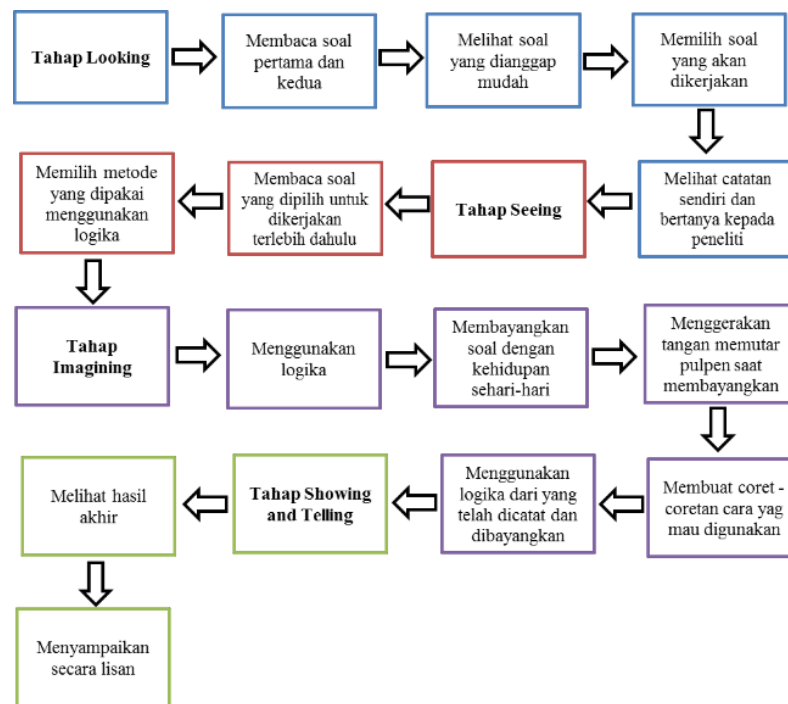 Tahap Looking
Membaca soal
pertama dan
kedua
Melihat soal
yang dianggap
mudah
Memilih soal
yang akan
dikerjakan
Melihat catatan
sendiri dan
bertanya kepada
peneliti
Tahap Seeing
Membaca soal
yang dipilih untuk
dikerjakan
terlebih dahulu
Memilih metode
yang dipakai
menggunakan
logika
Tahap
Imagining
Menggunakan
logika
Membayangkan
soal dengan
kehidupan
sehari-hari
Menggerakan
tangan memutar
pulpen saat
membayangkan
Membuat coret -
coretan cara yag
mau digunakan
Menggunakan
logika dari yang
telah dicatat dan
dibayangkan
Tahap Showing
and Telling
Melihat hasil
akhir
Menyampaikan
secara lisan